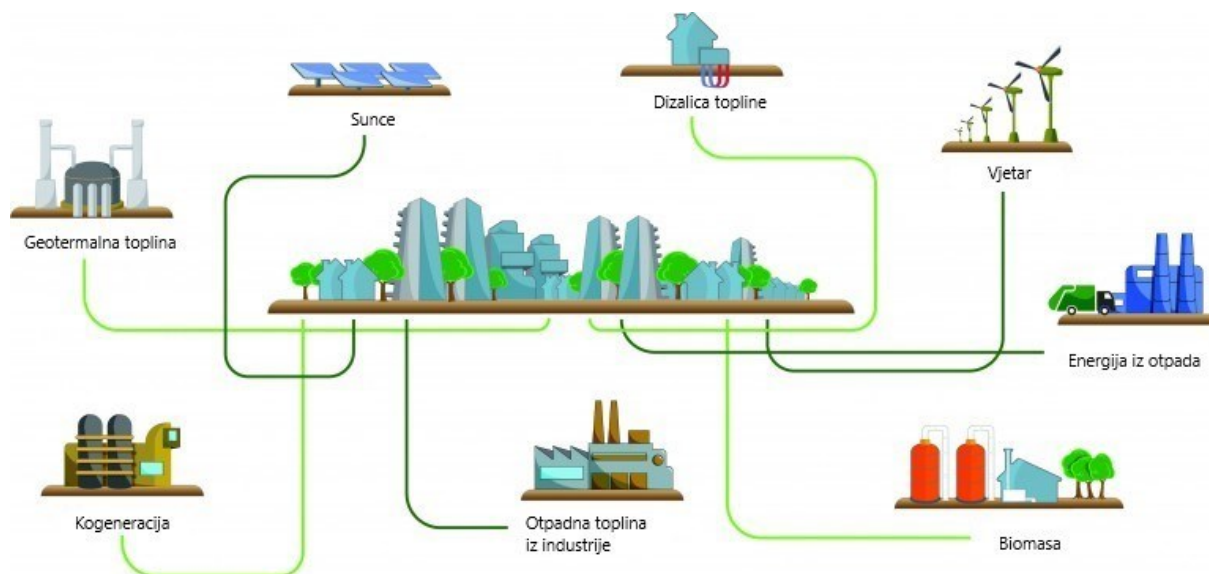 Sunce
Dizalica topline
Vjetar
Geotermalna toplina
Energija iz otpada
Kogeneracija
Otpadna toplina
iz industrije
Biomasa